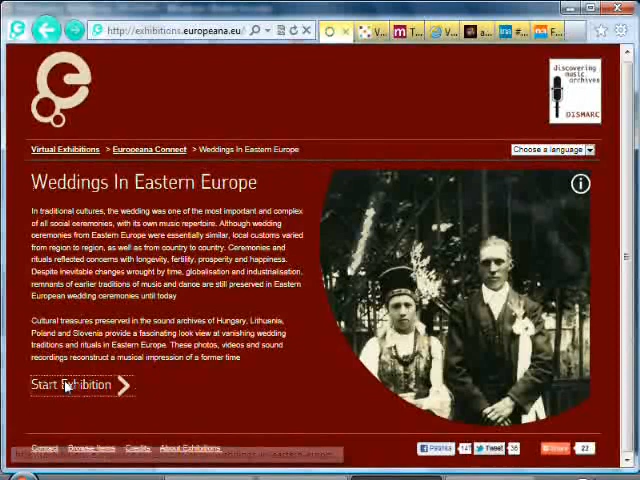 http://exhibitions.europeana.eu/
discovering
music
archives
DISMARC
Virtual Exhibitions > Europeana Connect > Weddings In Eastern Europe
Choose a language
Weddings In Eastern Europe
In traditional cultures, the wedding was one of the most important and complex
of all social ceremonies, with its own music repertoire. Although wedding
ceremonies from Eastern Europe were essentially similar, local customs varied
from region to region, as well as from country to country. Ceremonies and
rituals reflected concerns with longevity, fertility, prosperity and happiness.
Despite inevitable changes wrought by time, globalisation and industrialisation,
remnants of earlier traditions of music and dance are still preserved in Eastern
European wedding ceremonies until today
Cultural treasures preserved in the sound archives of Hungary, Lithuania,
Poland and Slovenia provide a fascinating look view at vanishing wedding
traditions and rituals in Eastern Europe. These photos, videos and sound
recordings reconstruct a musical impression of a former time
Start Exhibition
Contact Browse Items Credits About Exhibitions
Tweet 36
Share 22